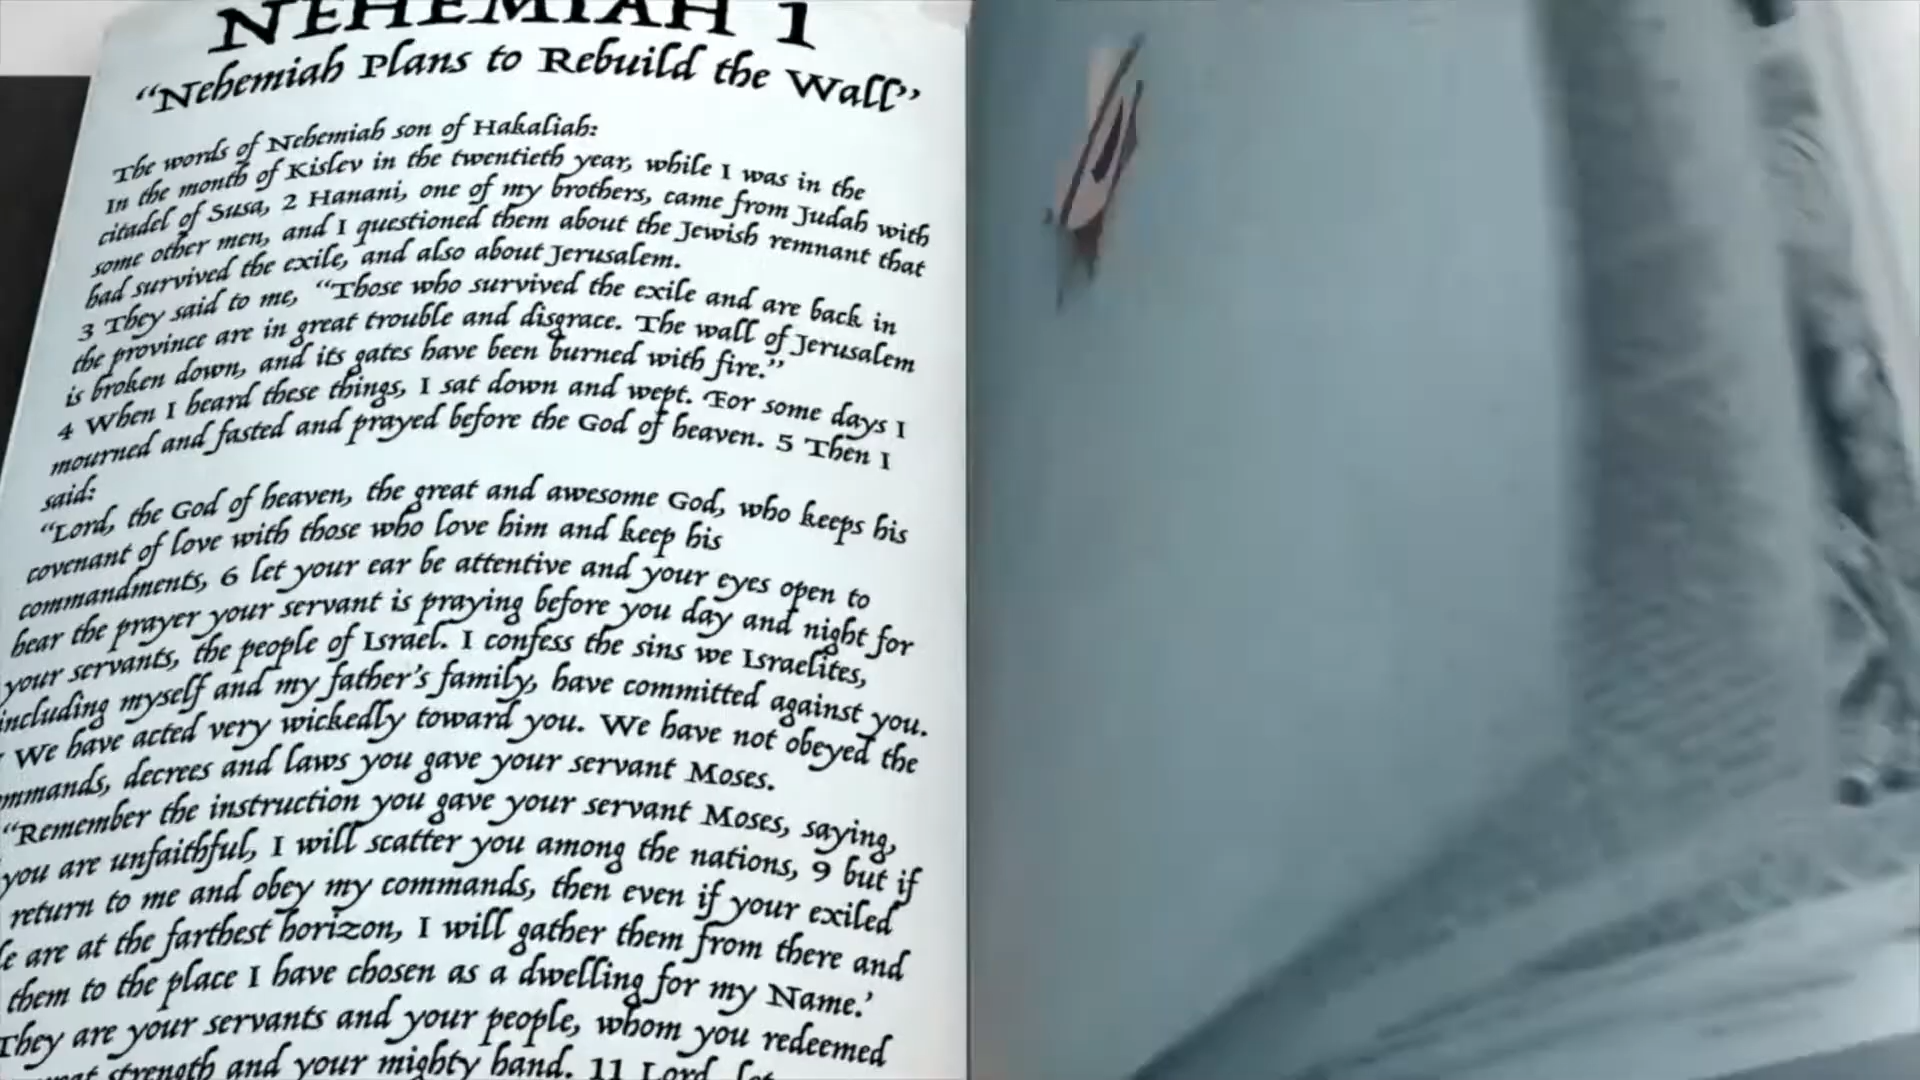 NEHEMIAH 1
“Nehemiah Plans to Rebuild the Wall”
The words of Nehemiah son of Hakaliah:
In the month of Kislev in the twentieth year, while I was in the
citadel of Susa, 2 Hanani, one of my brothers, came from Judah with
some other men, and I questioned them about the Jewish remnant that
had survived the exile, and also about Jerusalem.
3 They said to me, “Those who survived the exile and are back in
the province are in great trouble and disgrace. The wall of Jerusalem
is broken down, and its gates have been burned with fire.”
4 When I heard these things, I sat down and wept. For some days I
mourned and fasted and prayed before the God of heaven. 5 Then I
said:
“Lord, the God of heaven, the great and awesome God, who keeps his
covenant of love with those who love him and keep his
commandments, 6 let your ear be attentive and your eyes open to
hear the prayer your servant is praying before you day and night for
your servants, the people of Israel. I confess the sins we Israelites,
including myself and my father’s family, have committed against you.
We have acted very wickedly toward you. We have not obeyed the
mmands, decrees and laws you gave your servant Moses.
“Remember the instruction you gave your servant Moses, saying,
you are unfaithful, I will scatter you among the nations, 9 but if
return to me and obey my commands, then even if your exiled
le are at the farthest horizon, I will gather them from there and
them to the place I have chosen as a dwelling for my Name.’
They are your servants and your people, whom you redeemed
strength and your mighty hand. 11 Lord, let